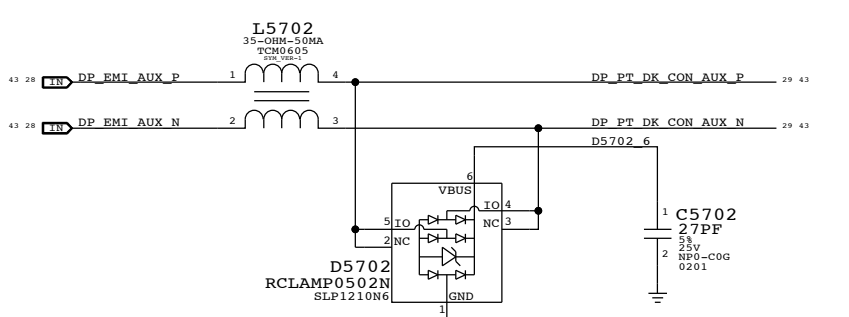 L5702
35-OHM-50MA
TCM0605
SYM_VER-1
43 28 IN DP_EMI_AUX_P 1 4 DP_PT_DK_CON_AUX_P 29 43
43 28 IN DP_EMI_AUX_N 2 3 DP_PT_DK_CON_AUX_N 29 43
D5702_6
6
VBUS
5 IO IO 4
2 NC NC 3
D5702
RCLAMP0502N
SLP1210N6
GND
1
1 C5702
27PF
5%
25V
2 NP0-C0G
0201